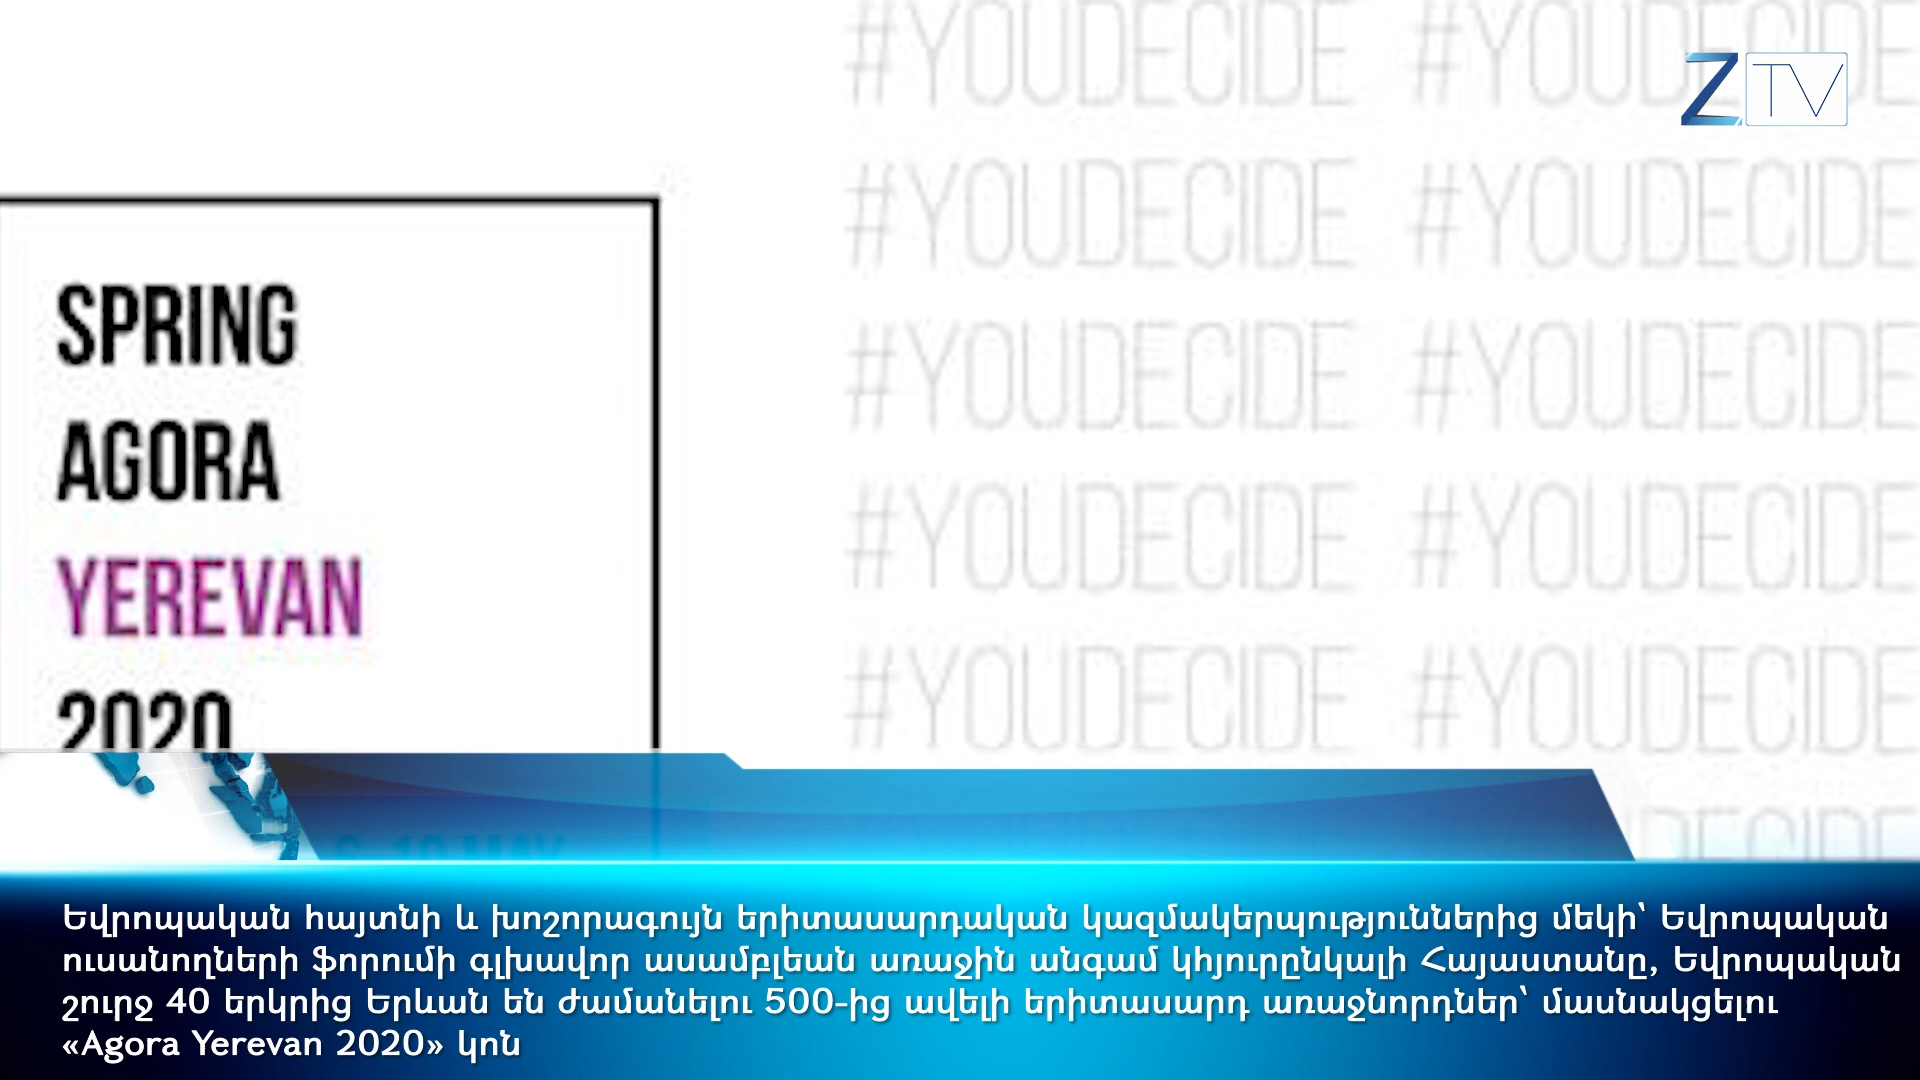 #YOUDECIDE #YOUDECIDE
ZTV
#YOUDECIDE #YOUDECIDE
#YOUDECIDE #YOUDECIDE
#YOUDECIDE #YOUDECIDE
#YOUDECIDE #YOUDECIDE
SPRING
AGORA
YEREVAN
2020
Եվրոպական հայտնի և խոշորագույն երիտասարդական կազմակերպություններից մեկի՝ Եվրոպական
ուսանողների ֆորումի գլխավոր ասամբլեան առաջին անգամ կհյուրընկալի Հայաստանը, Եվրոպական
շուրջ 40 երկրից Երևան են ժամանելու 500-ից ավելի երիտասարդ առաջնորդներ՝ մասնակցելու
«Agora Yerevan 2020» կոն